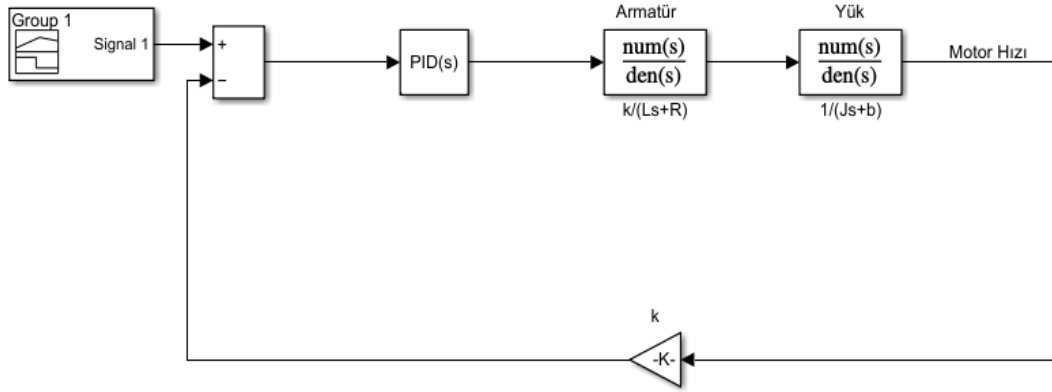 Group 1
Signal 1
+
−
PID(s)
Armatür
num(s)
den(s)
k/(Ls+R)
Yük
num(s)
den(s)
1/(Js+b)
Motor Hızı
k
-K-